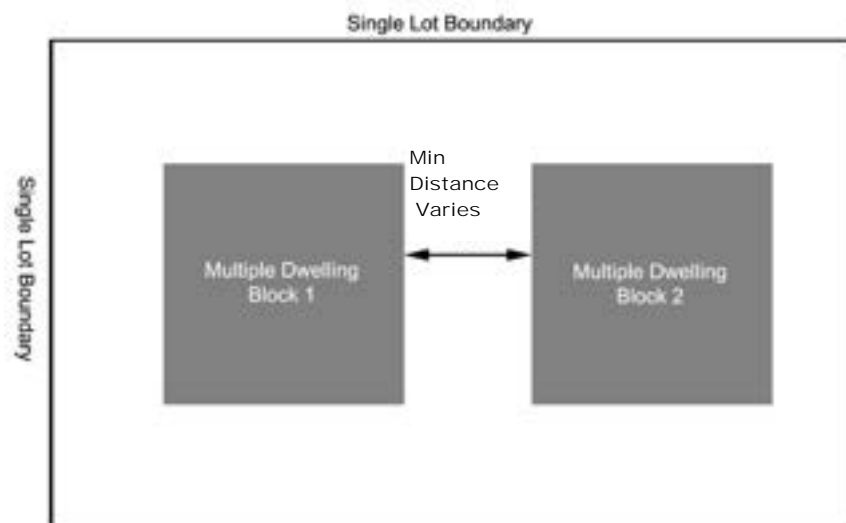 Single Lot Boundary
Single Lot Boundary
Min
Distance
Varies
Multiple Dwelling
Block 1
Multiple Dwelling
Block 2